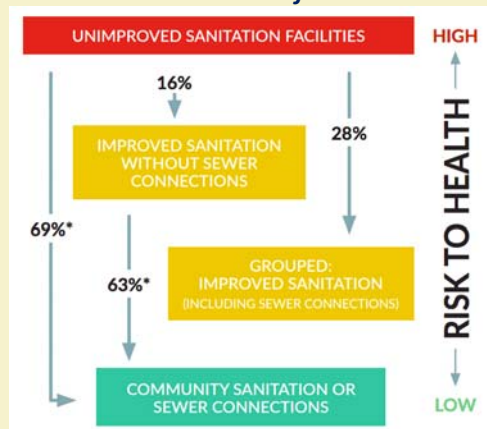 UNIMPROVED SANITATION FACILITIES
HIGH
16%
28%
IMPROVED SANITATION
WITHOUT SEWER
CONNECTIONS
69%*
63%*
GROUPED:
IMPROVED SANITATION
(INCLUDING SEWER CONNECTIONS)
RISK TO HEALTH
COMMUNITY SANITATION OR
SEWER CONNECTIONS
LOW